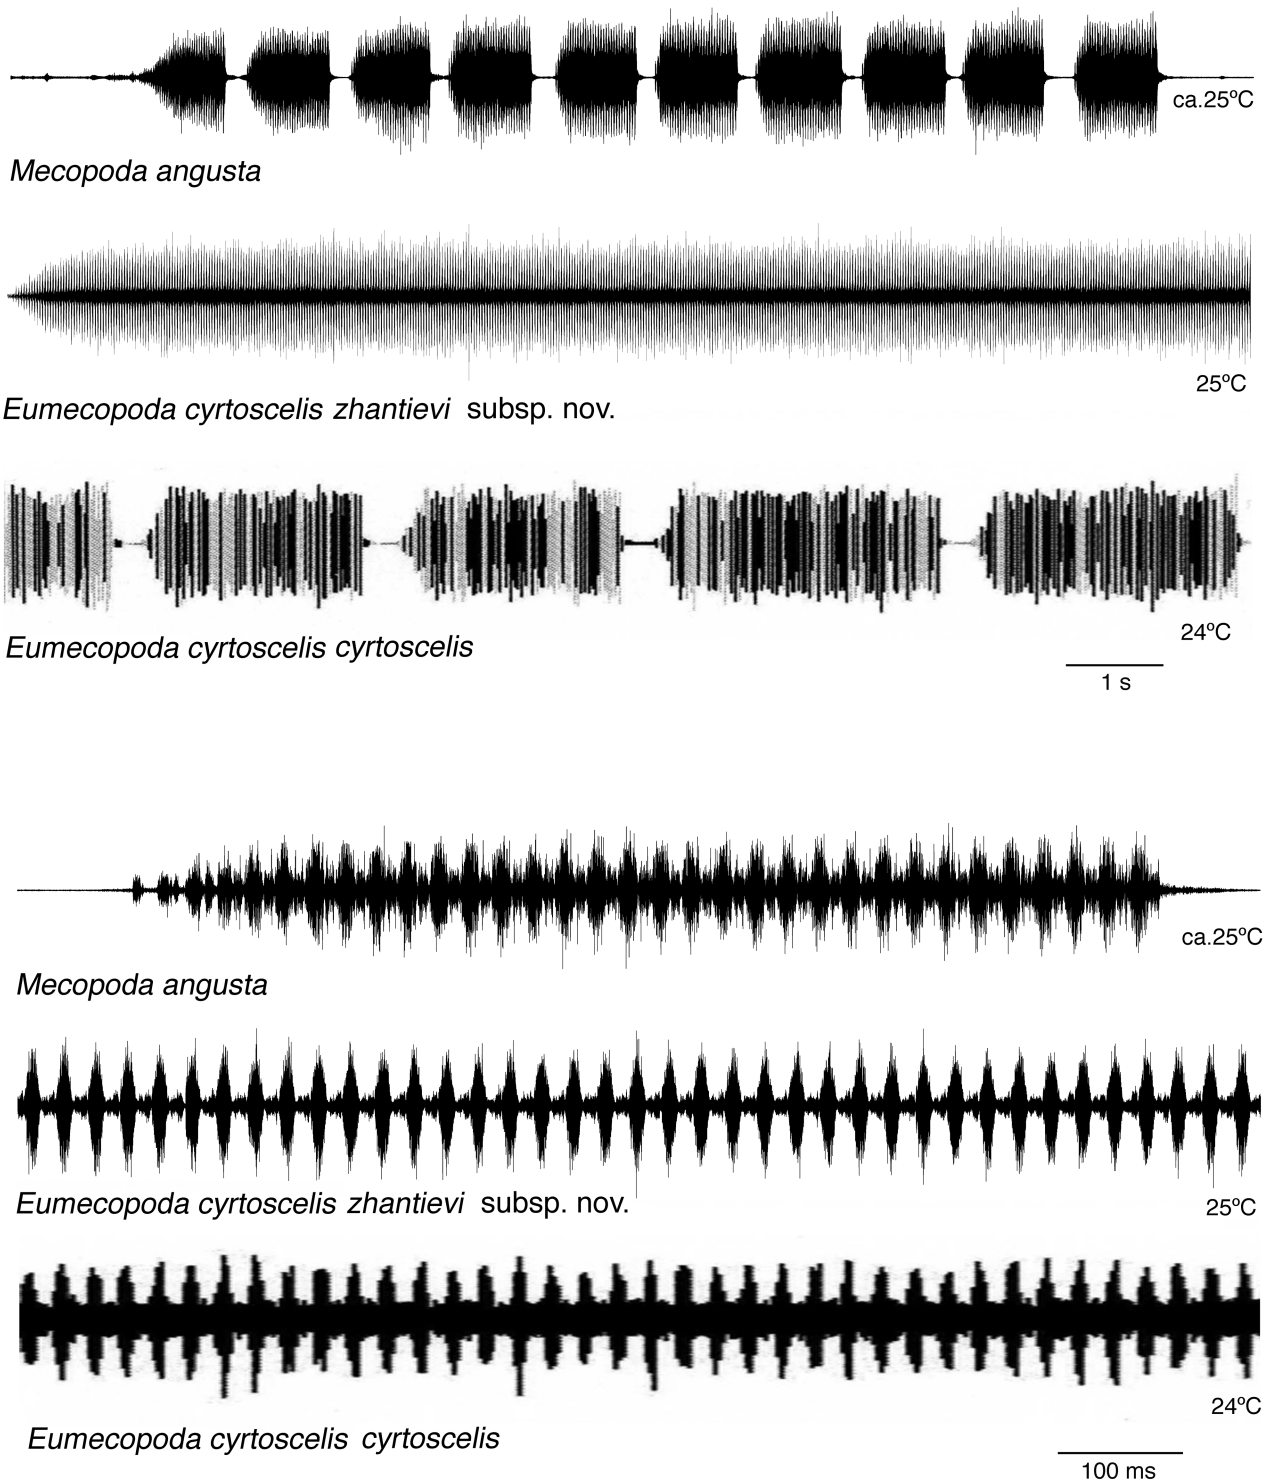 ca.25ºC
Mecopoda angusta
25ºC
Eumecopoda cyrtoscelis zhantievi subsp. nov.
24ºC
Eumecopoda cyrtoscelis cyrtoscelis
1 s
ca.25ºC
Mecopoda angusta
Eumecopoda cyrtoscelis zhantievi subsp. nov.
25ºC
24ºC
Eumecopoda cyrtoscelis cyrtoscelis
100 ms